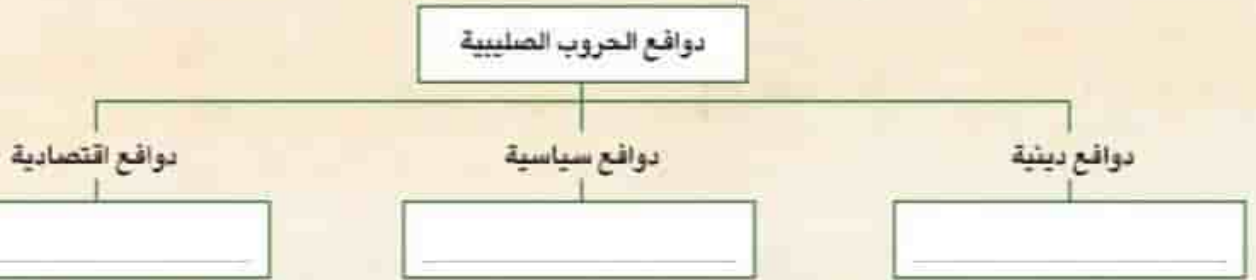 دوافع الحروب الصليبية
دوافع دينية
دوافع سياسية
دوافع اقتصادية